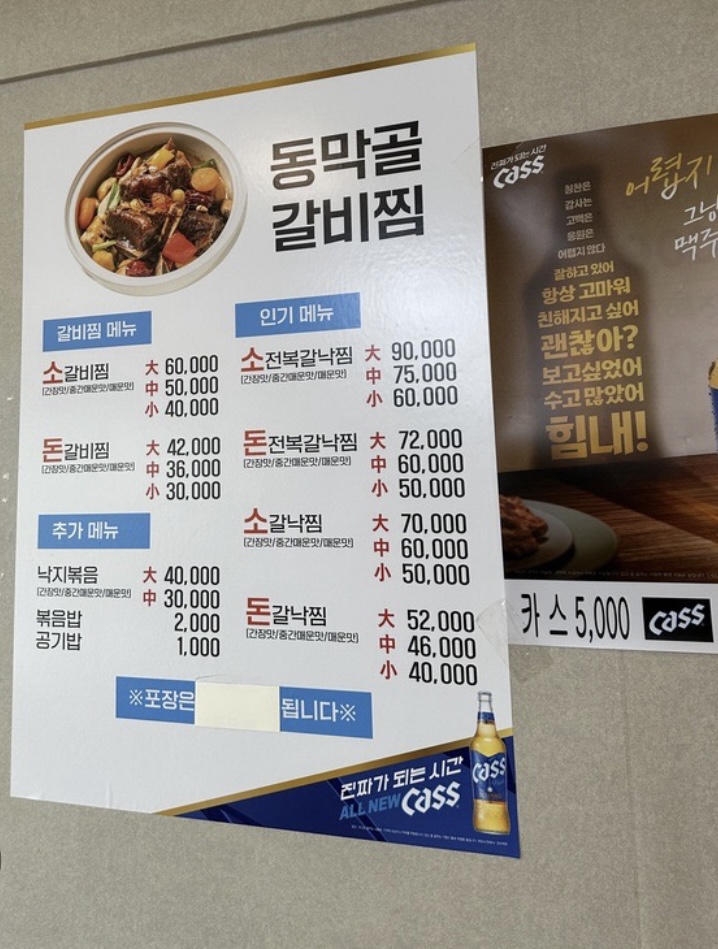 동막골
갈비찜
갈비찜 메뉴
소갈비찜 大 60,000
[간장맛/중간매운맛/매운맛] 中 50,000
小 40,000
돈갈비찜 大 42,000
[간장맛/중간매운맛/매운맛] 中 36,000
小 30,000
추가 메뉴
낙지볶음 大 40,000
[간장맛/중간매운맛/매운맛] 中 30,000
볶음밥 2,000
공기밥 1,000
인기 메뉴
소전복갈낙찜 大 90,000
[간장맛/중간매운맛/매운맛] 中 75,000
小 60,000
돈전복갈낙찜 大 72,000
[간장맛/중간매운맛/매운맛] 中 60,000
小 50,000
소갈낙찜 大 70,000
[간장맛/중간매운맛/매운맛] 中 60,000
小 50,000
돈갈낙찜 大 52,000
[간장맛/중간매운맛/매운맛] 中 46,000
小 40,000
※포장은 됩니다※
진짜가 되는 시간
ALL NEW Cass
Cass
진짜가 되는 시간
Cass
칭찬은
감사는
고백은
응원은
어렵지 않다
잘하고 있어
항상 고마워
친해지고 싶어
괜찮아?
보고싶었어
수고 많았어
힘내!
어렵지
그냥
맥주
카스 5,000 Cass